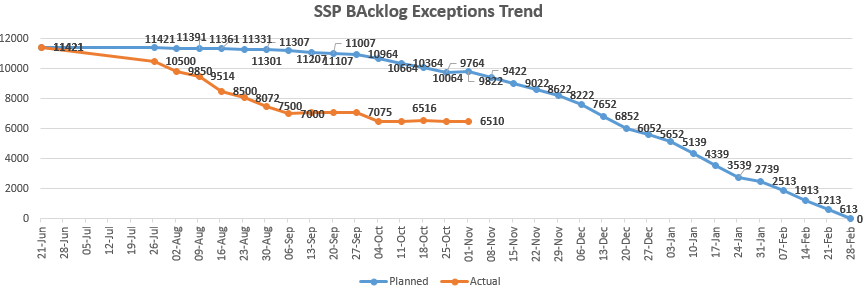 SSP BAcklog Exceptions Trend
12000
10000
8000
6000
4000
2000
0
11421
11421 11391 11361 11331 11307 11007
11301 11207 11107 10964
10664 10364 10064 9764
9822 9422
9022 8622 8222 7652 6852 6052 5652 5139 4339 3539 2739 2513 1913 1213 613 0
10500 9850 9514 8500 8072 7500 7000 7075 6516 6510
21-Jun 28-Jun 05-Jul 12-Jul 19-Jul 26-Jul 02-Aug 09-Aug 16-Aug 23-Aug 30-Aug 06-Sep 13-Sep 20-Sep 27-Sep 04-Oct 11-Oct 18-Oct 25-Oct 01-Nov 08-Nov 15-Nov 22-Nov 29-Nov 06-Dec 13-Dec 20-Dec 27-Dec 03-Jan 10-Jan 17-Jan 24-Jan 31-Jan 07-Feb 14-Feb 21-Feb 28-Feb
Planned Actual